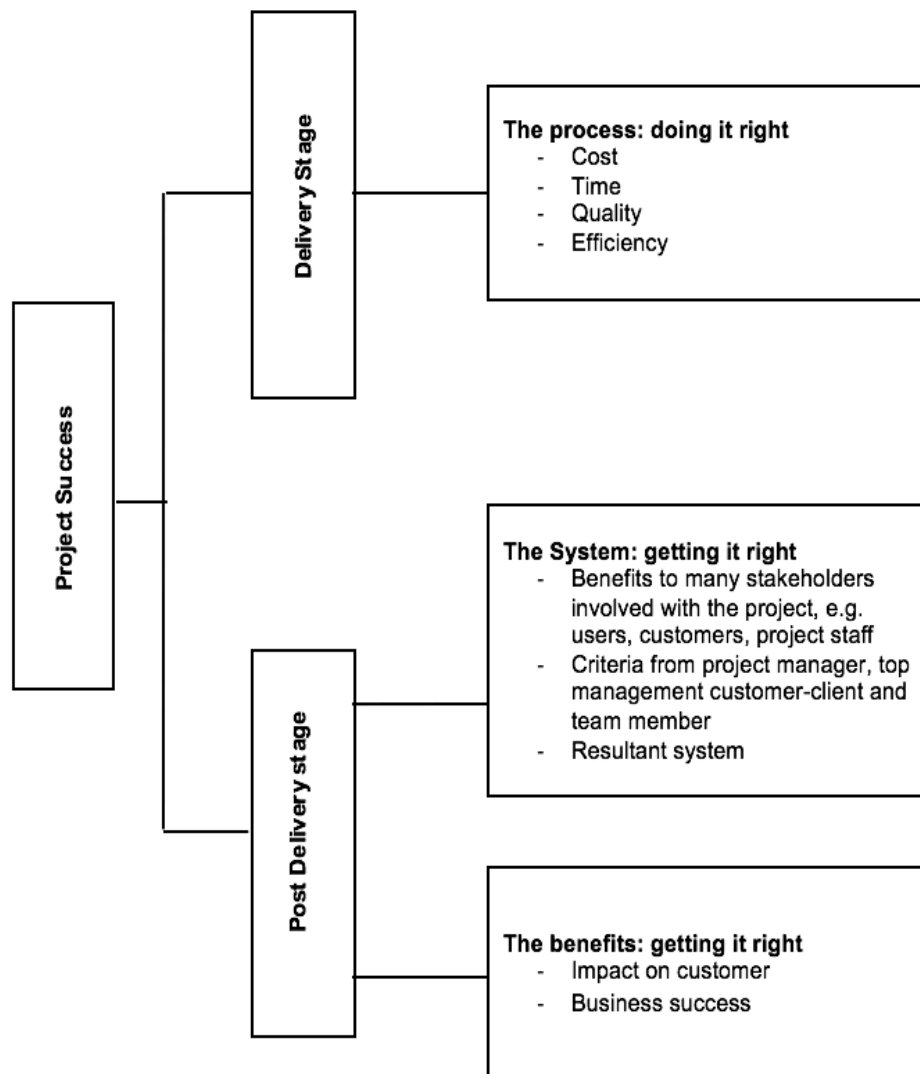 Project Success
Delivery Stage
The process: doing it right
- Cost
- Time
- Quality
- Efficiency
Post Delivery stage
The System: getting it right
- Benefits to many stakeholders
involved with the project, e.g.
users, customers, project staff
- Criteria from project manager, top
management customer-client and
team member
- Resultant system
The benefits: getting it right
- Impact on customer
- Business success